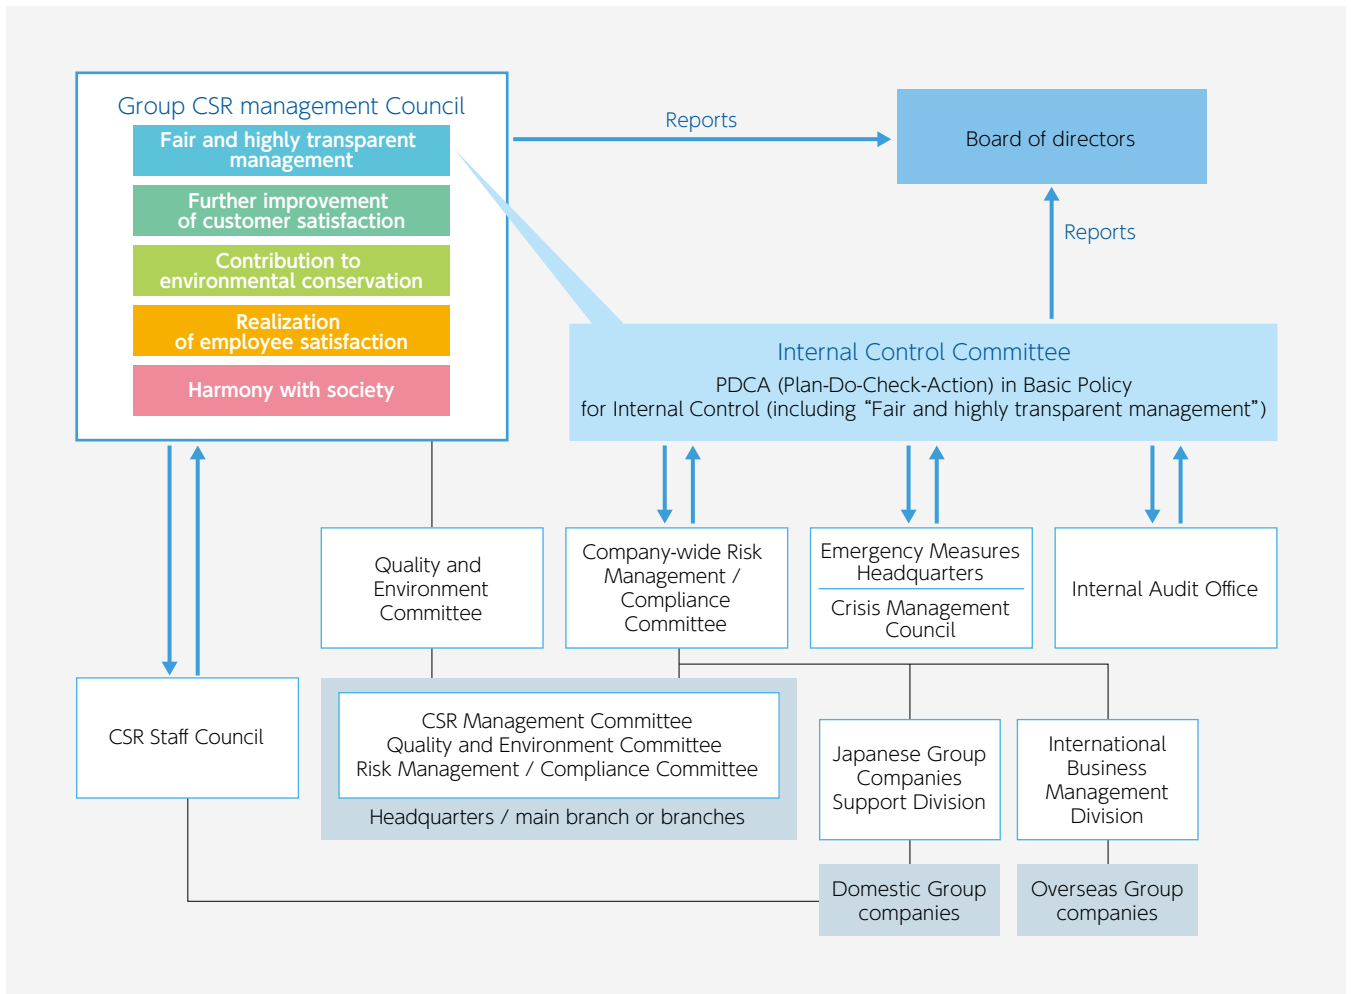 Group CSR management Council
Fair and highly transparent
management
Further improvement
of customer satisfaction
Contribution to
environmental conservation
Realization
of employee satisfaction
Harmony with society
Reports
Board of directors
Reports
Internal Control Committee
PDCA (Plan-Do-Check-Action) in Basic Policy
for Internal Control (including “Fair and highly transparent management”)
Quality and
Environment
Committee
Company-wide Risk
Management /
Compliance
Committee
Emergency Measures
Headquarters
Crisis Management
Council
Internal Audit Office
CSR Staff Council
CSR Management Committee
Quality and Environment Committee
Risk Management / Compliance Committee
Headquarters / main branch or branches
Japanese Group
Companies
Support Division
International
Business
Management
Division
Domestic Group
companies
Overseas Group
companies